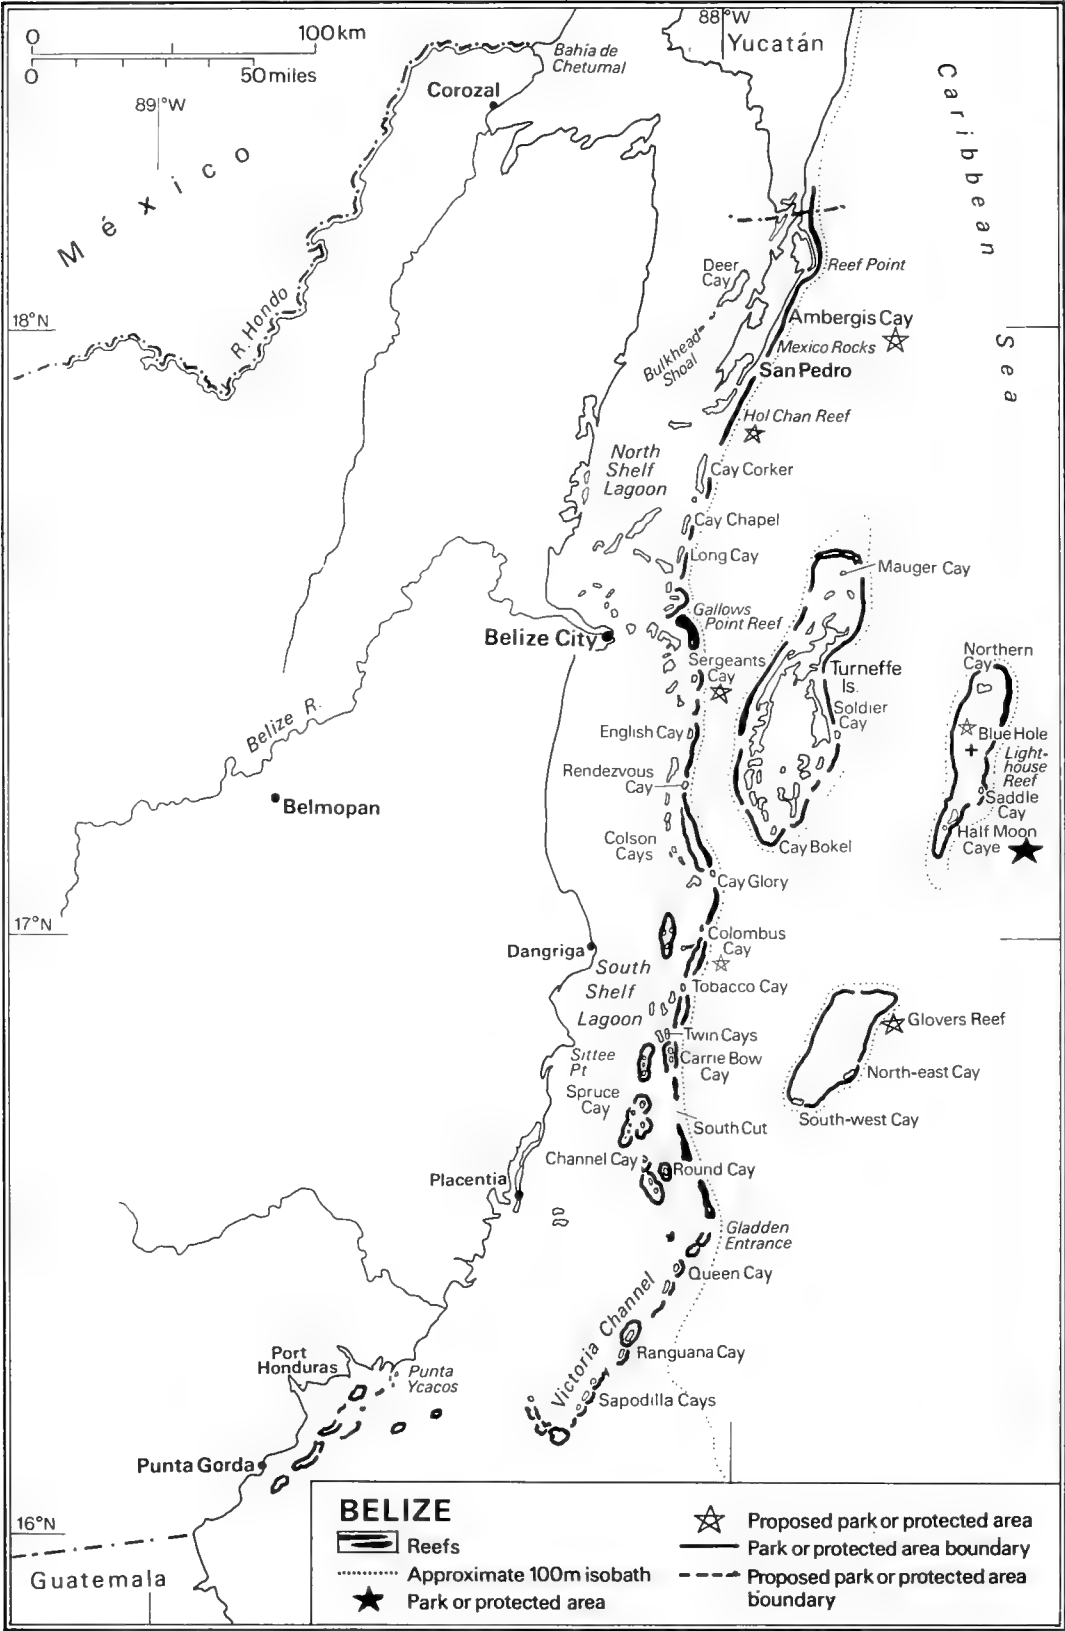 0 100km
0 50 miles
88°W
Yucatán
Bahía de
Chetumal
Corozal
89°W
México
Caribbean
Sea
R. Hondo
Deer
Cay
Reef Point
18°N
Ambergis Cay
Mexico Rocks
Bulkhead
Shoal
San Pedro
Hol Chan Reef
North
Shelf
Lagoon
Cay Corker
Cay Chapel
Long Cay
Mauger Cay
Gallows
Point Reef
Belize City
Sergeants
Cay
Turneffe
Is.
Northern
Cay
Soldier
Cay
Belize R.
English Cay
Blue Hole
Light-
house
Reef
Rendezvous
Cay
Saddle
Cay
Belmopan
Colson
Cays
Cay Bokel
Half Moon
Caye
Cay Glory
17°N
Dangriga
Colombus
Cay
South
Shelf
Lagoon
Tobacco Cay
Glovers Reef
Twin Cays
Sittee
Pt
Carrie Bow
Cay
North-east Cay
Spruce
Cay
South Cut
South-west Cay
Channel Cay
Round Cay
Placentia
Gladden
Entrance
Queen Cay
Victoria Channel
Port
Honduras
Ranguana Cay
Punta
Ycacos
Sapodilla Cays
Punta Gorda
16°N
Guatemala
BELIZE
Reefs
Approximate 100m isobath
Park or protected area
Proposed park or protected area
Park or protected area boundary
Proposed park or protected area
boundary